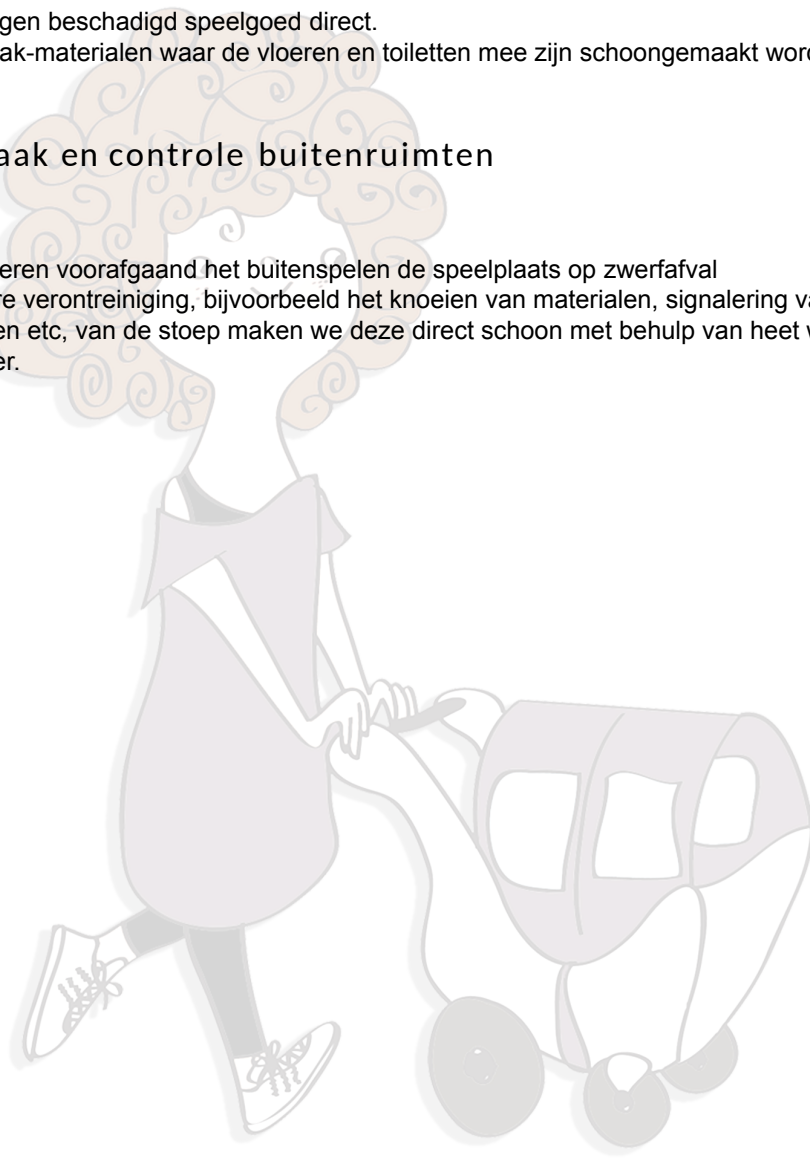 gen beschadigd speelgoed direct.
ak-materialen waar de vloeren en toiletten mee zijn schoongemaakt word
aak en controle buitenruimten
eren voorafgaand het buitenspelen de speelplaats op zwerfafval
re verontreiniging, bijvoorbeeld het knoeien van materialen, signalering va
en etc, van de stoep maken we deze direct schoon met behulp van heet w
er.